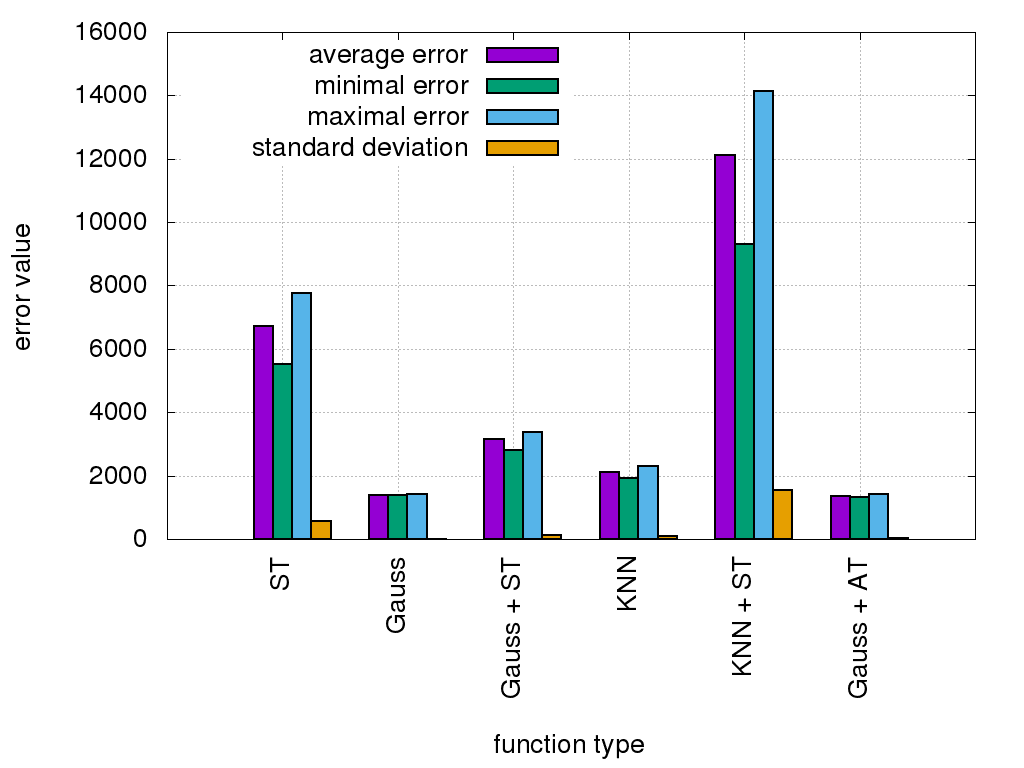 16000
14000
12000
10000
8000
6000
4000
2000
0
error value
average error
minimal error
maximal error
standard deviation
ST
Gauss
Gauss + ST
KNN
KNN + ST
Gauss + AT
function type